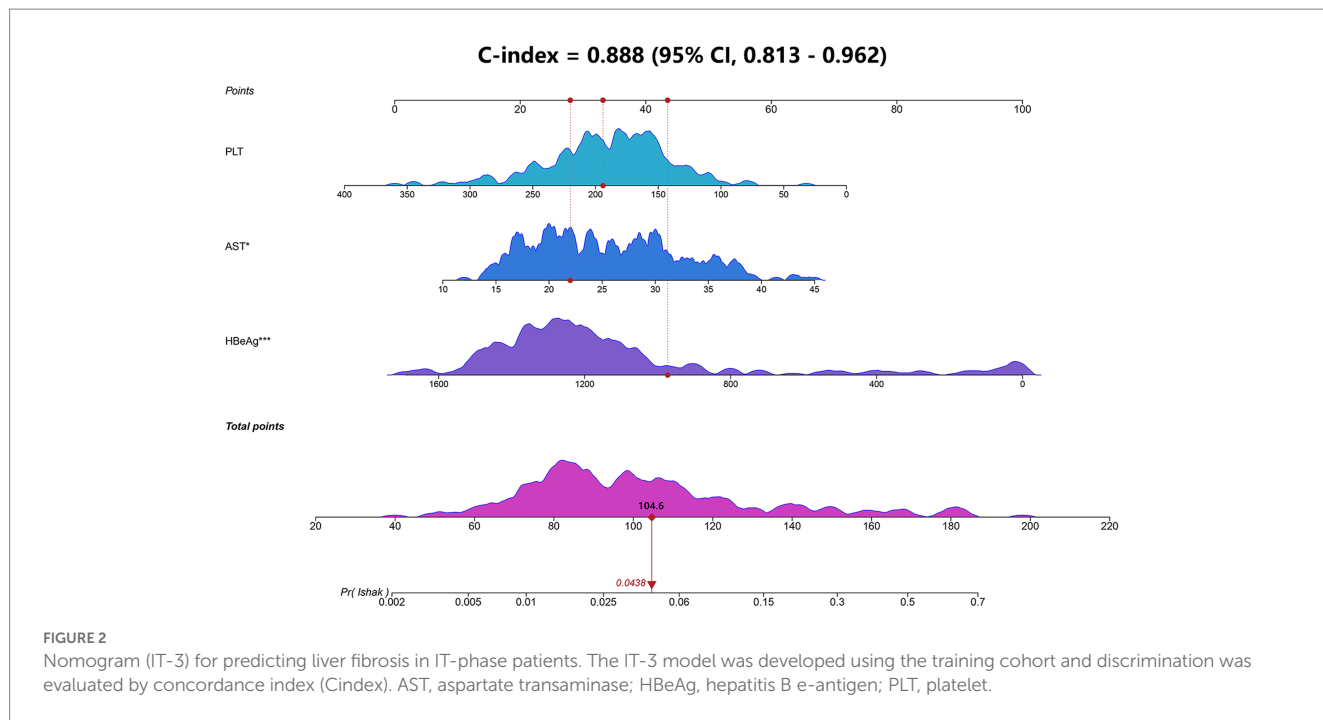 C-index = 0.888 (95% CI, 0.813 - 0.962)
Points
0 20 40 60 80 100
PLT
400 350 300 250 200 150 100 50 0
AST*
10 15 20 25 30 35 40 45
HBeAg***
1600 1200 800 400 0
Total points
104.6
20 40 60 80 100 120 140 160 180 200 220
0.0438
Pr( Ishak )
0.002 0.005 0.01 0.025 0.06 0.15 0.3 0.5 0.7
FIGURE 2
Nomogram (IT-3) for predicting liver fibrosis in IT-phase patients. The IT-3 model was developed using the training cohort and discrimination was
evaluated by concordance index (Cindex). AST, aspartate transaminase; HBeAg, hepatitis B e-antigen; PLT, platelet.